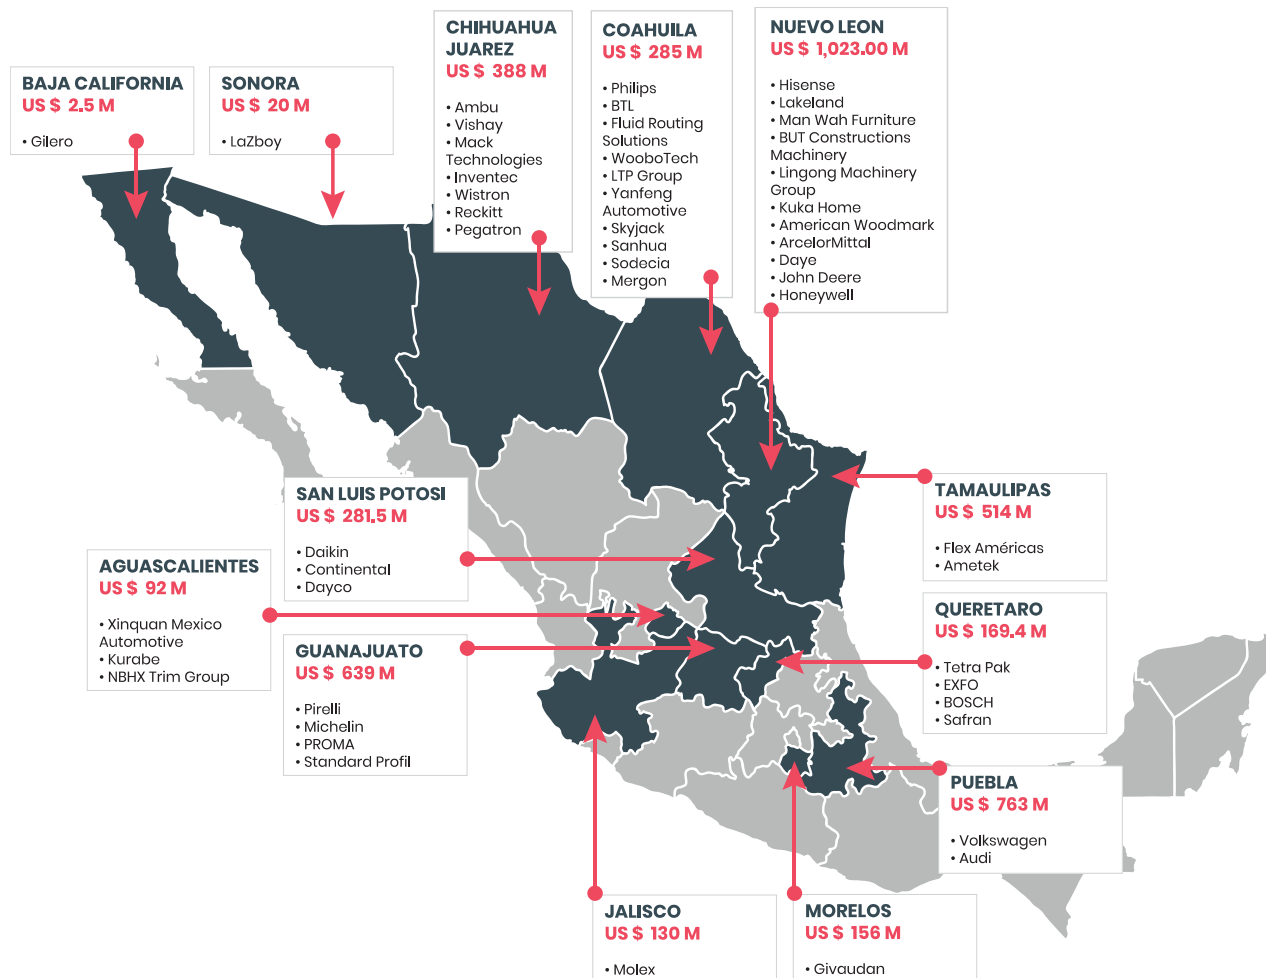 BAJA CALIFORNIA
US $ 2.5 M
• Gilero
SONORA
US $ 20 M
• LaZboy
CHIHUAHUA
JUAREZ
US $ 388 M
• Ambu
• Vishay
• Mack
Technologies
• Inventec
• Wistron
• Reckitt
• Pegatron
COAHUILA
US $ 285 M
• Philips
• BTL
• Fluid Routing
Solutions
• WooboTech
• LTP Group
• Yanfeng
Automotive
• Skyjack
• Sanhua
• Sodecia
• Mergon
NUEVO LEON
US $ 1,023.00 M
• Hisense
• Lakeland
• Man Wah Furniture
• BUT Constructions
Machinery
• Lingong Machinery
Group
• Kuka Home
• American Woodmark
• ArcelorMittal
• Daye
• John Deere
• Honeywell
SAN LUIS POTOSI
US $ 281.5 M
• Daikin
• Continental
• Dayco
TAMAULIPAS
US $ 514 M
• Flex Américas
• Ametek
AGUASCALIENTES
US $ 92 M
• Xinquan Mexico
Automotive
• Kurabe
• NBHX Trim Group
GUANAJUATO
US $ 639 M
• Pirelli
• Michelin
• PROMA
• Standard Profil
QUERETARO
US $ 169.4 M
• Tetra Pak
• EXFO
• BOSCH
• Safran
PUEBLA
US $ 763 M
• Volkswagen
• Audi
JALISCO
US $ 130 M
• Molex
MORELOS
US $ 156 M
• Givaudan